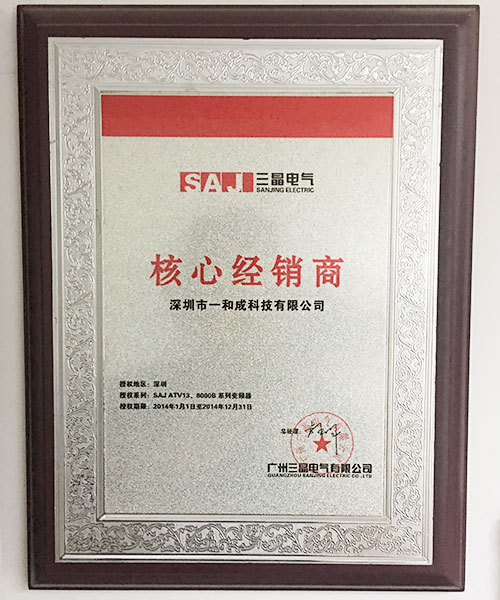 SAJ 三晶电气
SANJING ELECTRIC
核心经销商
深圳市一和成科技有限公司
授权地区：深圳
授权系列：SAJ ATV13、8000B 系列变频器
授权期限：2014年1月1日至2014年12月31日
总经理：
广州三晶电气有限公司
GUANGZHOU SANJING ELECTRIC CO.,LTD